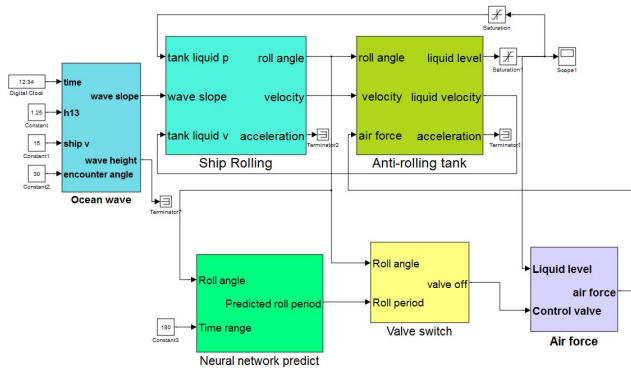 Saturation
tank liquid p
roll angle
roll angle
liquid level
Saturation1
Scope1
12:34
Digital Clock
time
wave slope
wave slope
velocity
velocity
liquid velocity
1.25
Constant
h13
15
Constant1
ship v
tank liquid v
acceleration
Terminator2
air force
acceleration
Terminator1
wave height
30
Constant2
encounter angle
Ship Rolling
Anti-rolling tank
Ocean wave
Terminator7
Roll angle
Predicted roll period
Time range
180
Constant3
Neural network predict
Roll angle
valve off
Roll period
Valve switch
Liquid level
air force
Control valve
Air force